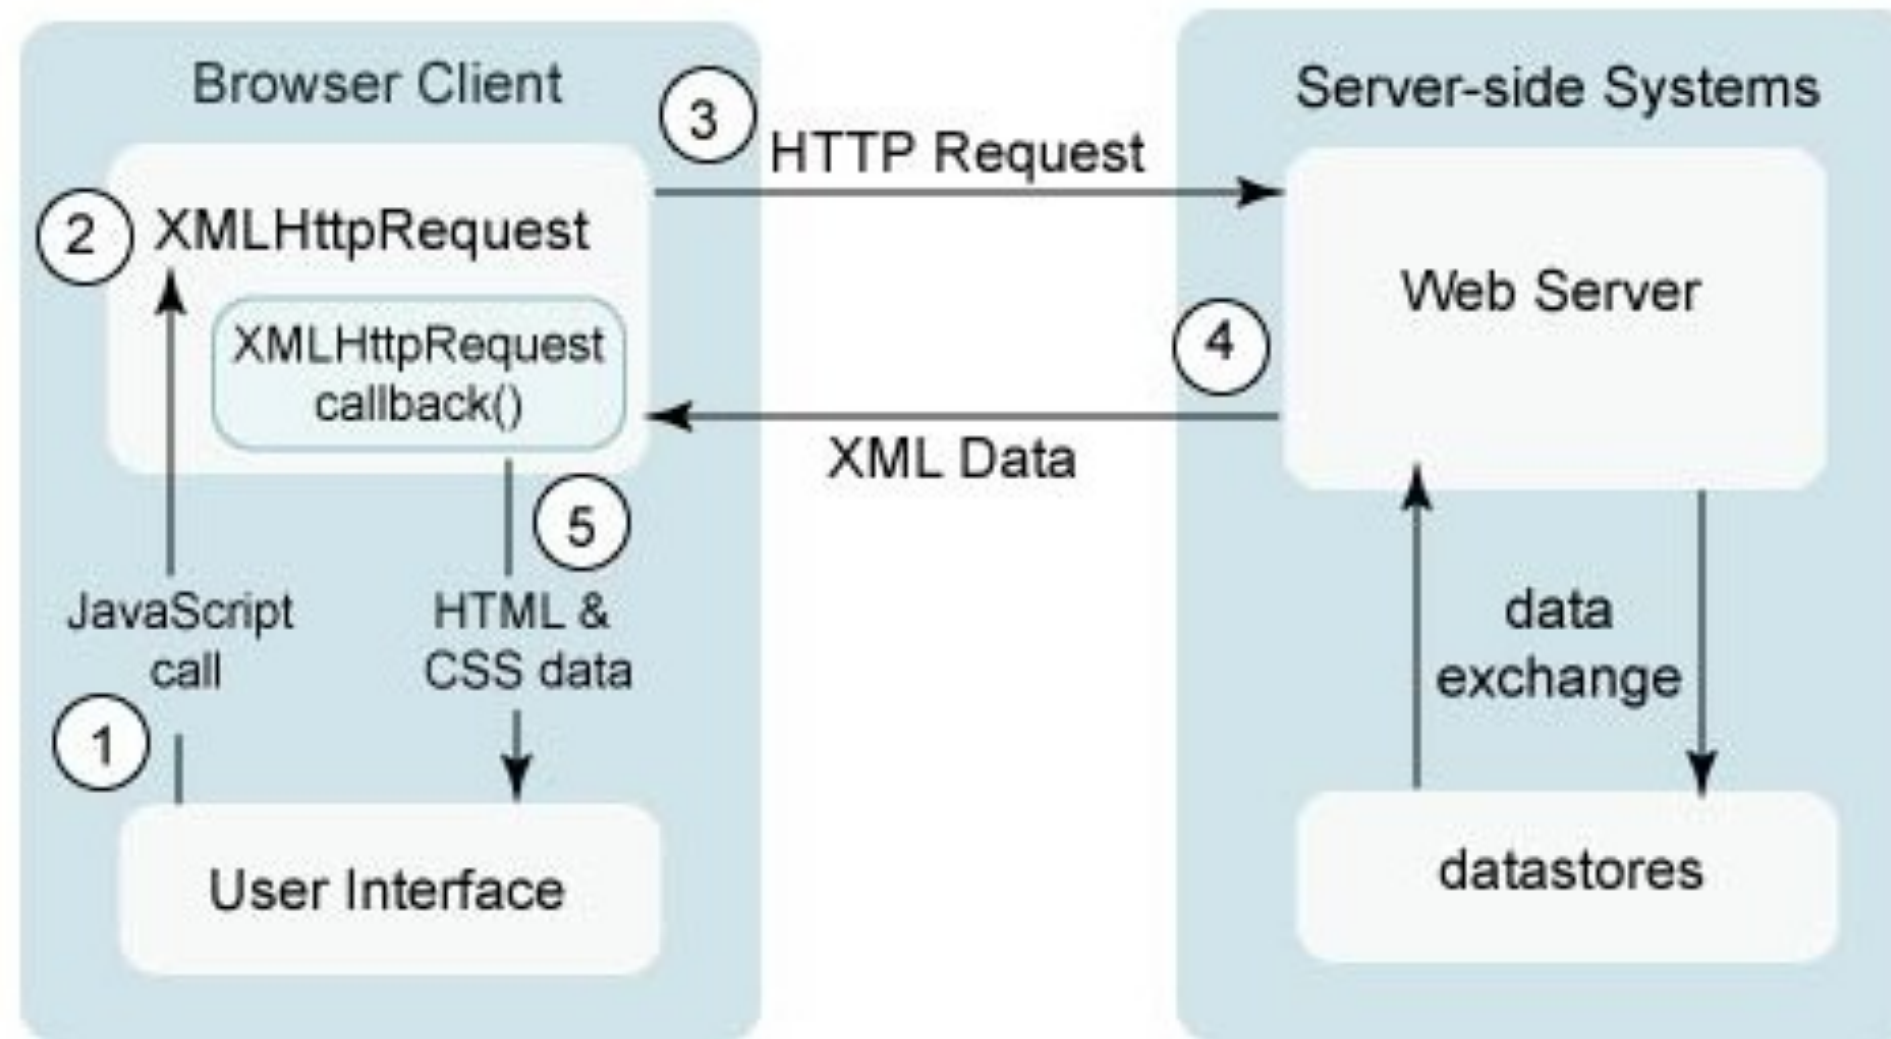 Browser Client
Server-side Systems
3
HTTP Request
2
XMLHttpRequest
Web Server
4
XMLHttpRequest
callback()
XML Data
5
JavaScript
call
HTML &
CSS data
data
exchange
1
User Interface
datastores